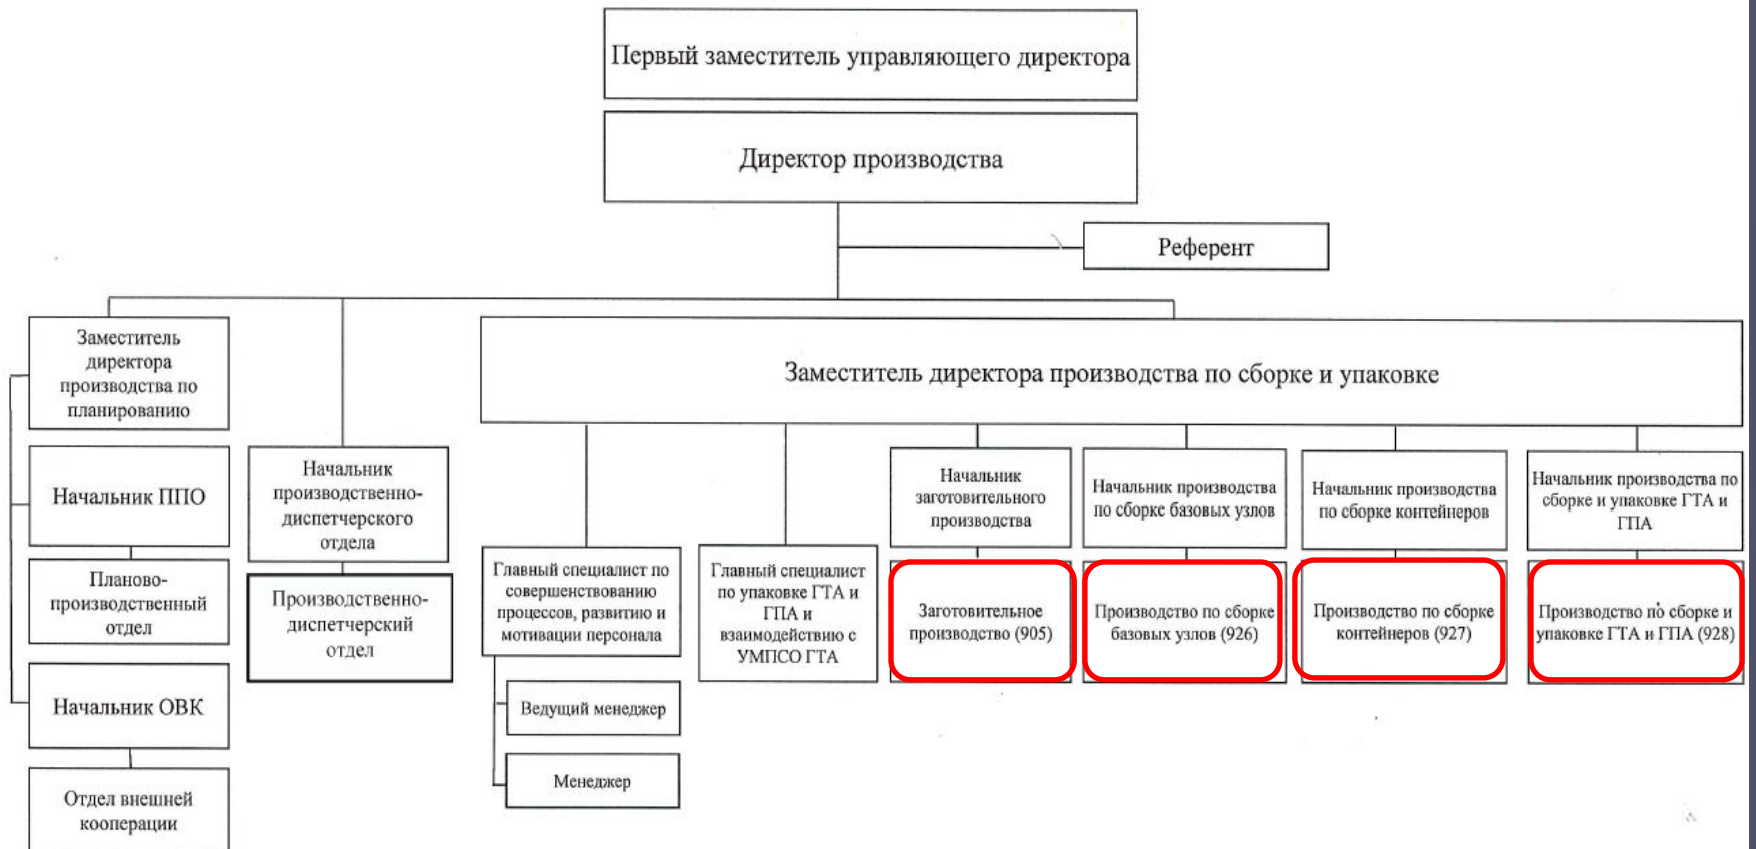 Первый заместитель управляющего директора
Директор производства
Референт
Заместитель
директора
производства по
планированию
Заместитель директора производства по сборке и упаковке
Начальник ППО
Начальник
производственно-
диспетчерского
отдела
Начальник
заготовительного
производства
Начальник производства
по сборке базовых узлов
Начальник производства
по сборке контейнеров
Начальник производства по
сборке и упаковке ГТА и
ГПА
Планово-
производственный
отдел
Производственно-
диспетчерский
отдел
Главный специалист по
совершенствованию
процессов, развитию и
мотивации персонала
Главный специалист
по упаковке ГТА и
ГПА и
взаимодействию с
УМПСО ГТА
Заготовительное
производство (905)
Производство по сборке
базовых узлов (926)
Производство по сборке
контейнеров (927)
Производство по сборке и
упаковке ГТА и ГПА (928)
Начальник ОВК
Ведущий менеджер
Менеджер
Отдел внешней
кооперации